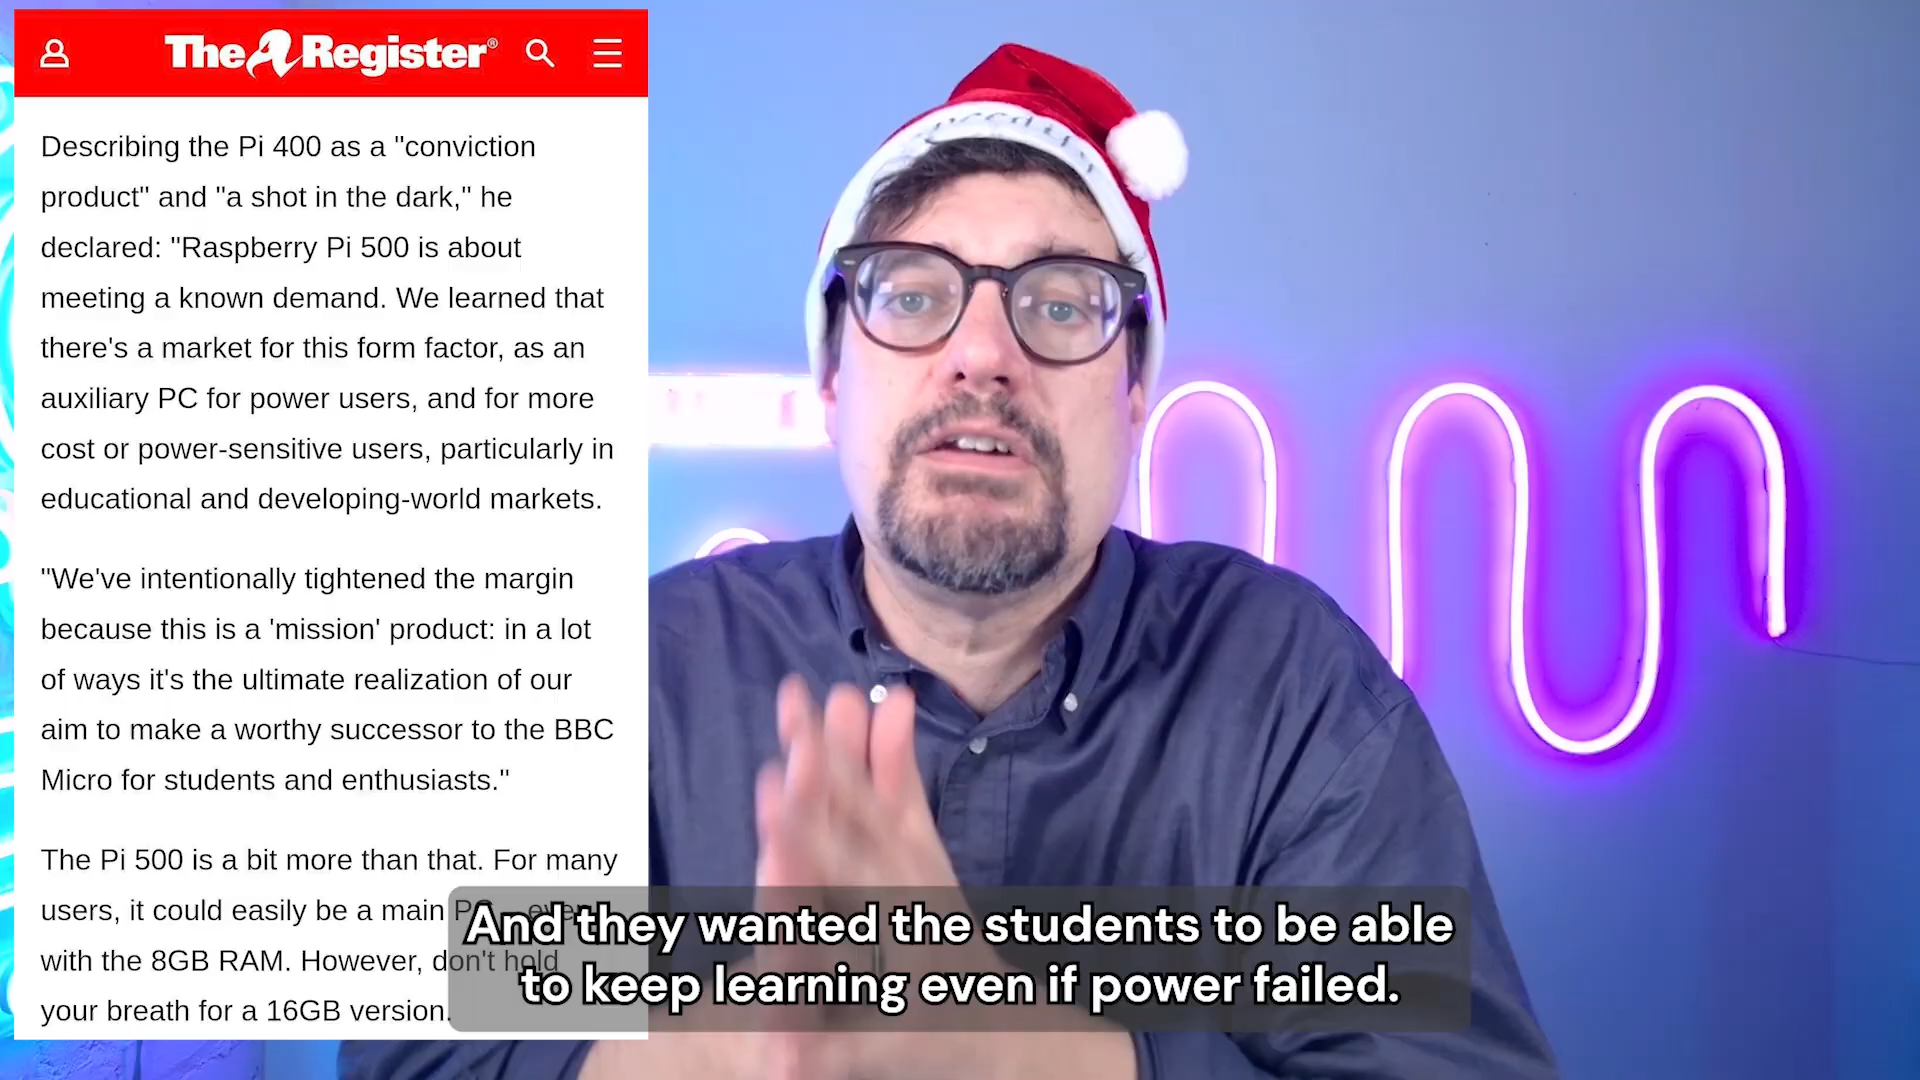 The Register®
Describing the Pi 400 as a "conviction
product" and "a shot in the dark," he
declared: "Raspberry Pi 500 is about
meeting a known demand. We learned that
there's a market for this form factor, as an
auxiliary PC for power users, and for more
cost or power-sensitive users, particularly in
educational and developing-world markets.
"We've intentionally tightened the margin
because this is a 'mission' product: in a lot
of ways it's the ultimate realization of our
aim to make a worthy successor to the BBC
Micro for students and enthusiasts."
The Pi 500 is a bit more than that. For many
users, it could easily be a main PC – even
with the 8GB RAM. However, don't hold
your breath for a 16GB version.
And they wanted the students to be able
to keep learning even if power failed.